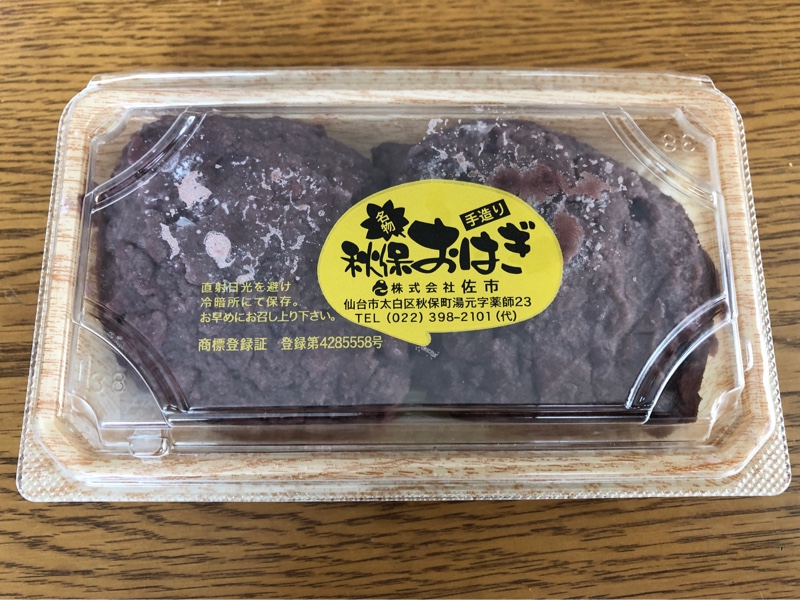 名物
手造り
秋保おはぎ
株式会社 佐市
仙台市太白区秋保町湯元字薬師23
TEL (022) 398-2101 (代)
直射日光を避け
冷暗所にて保存。
お早めにお召し上り下さい。
商標登録証 登録第4285558号
88
88